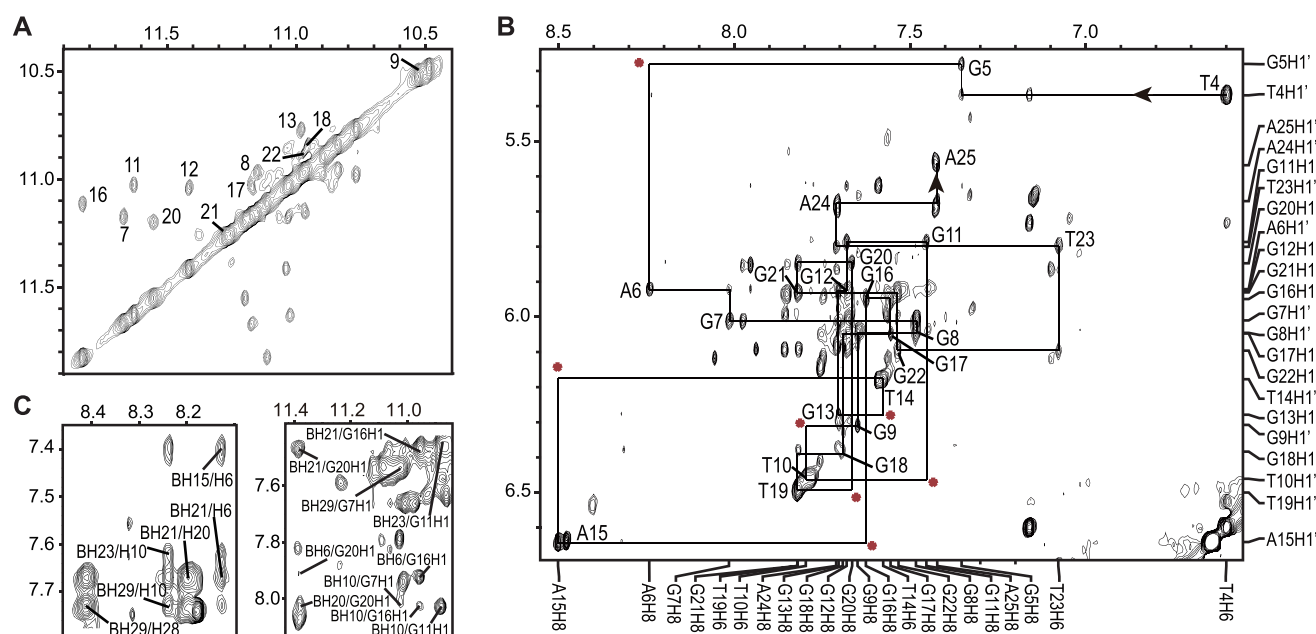 A
11.5 11.0 10.5
10.5
11.0
11.5
9
13
18
22
8
11
12
17
16
7
20
21
B
8.5 8.0 7.5 7.0
5.5
6.0
6.5
G5
T4
A25
A24
G11
T23
G20
G21
G12
G16
A6
G7
G8
G17
G22
T14
G13
G9
T10
G18
T19
A15
G5H1'
T4H1'
A25H1'
A24H1'
G11H1
T23H1'
G20H1
A6H1'
G12H1
G21H1
G16H1
G7H1'
G8H1'
G17H1
G22H1
T14H1'
G13H1
G9H1'
G18H1
T10H1'
T19H1'
A15H1'
A15H8
A6H8
G7H8
G21H8
T19H6
T10H6
A24H8
G13H8
G18H8
G12H8
G20H8
G9H8
G16H8
T14H6
G17H8
G22H8
G8H8
G11H8
A25H8
G5H8
T23H6
T4H6
C
8.4 8.3 8.2
7.4
7.5
7.6
7.7
BH15/H6
BH21/H6
BH21/H20
BH23/H10
BH29/H10
BH29/H28
11.4 11.2 11.0
7.6
7.8
8.0
BH21/G16H1
BH21/G20H1
BH29/G7H1
BH23/G11H1
BH6/G20H1
BH6/G16H1
BH10/G7H1
BH20/G20H1
BH10/G16H1
BH10/G11H1